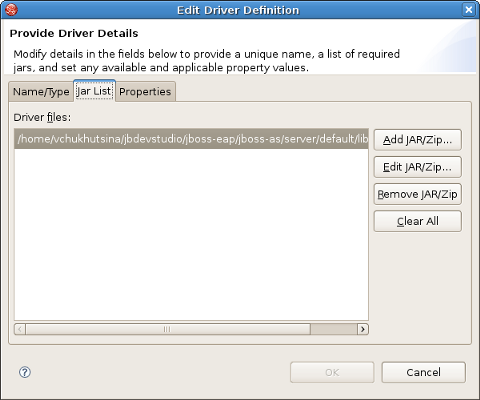 Edit Driver Definition
Provide Driver Details
Modify details in the fields below to provide a unique name, a list of required
jars, and set any available and applicable property values.
Name/Type Jar List Properties
Driver files:
/home/vchukhutsina/jbdevstudio/jboss-eap/jboss-as/server/default/lib
Add JAR/Zip...
Edit JAR/Zip...
Remove JAR/Zip
Clear All
OK Cancel